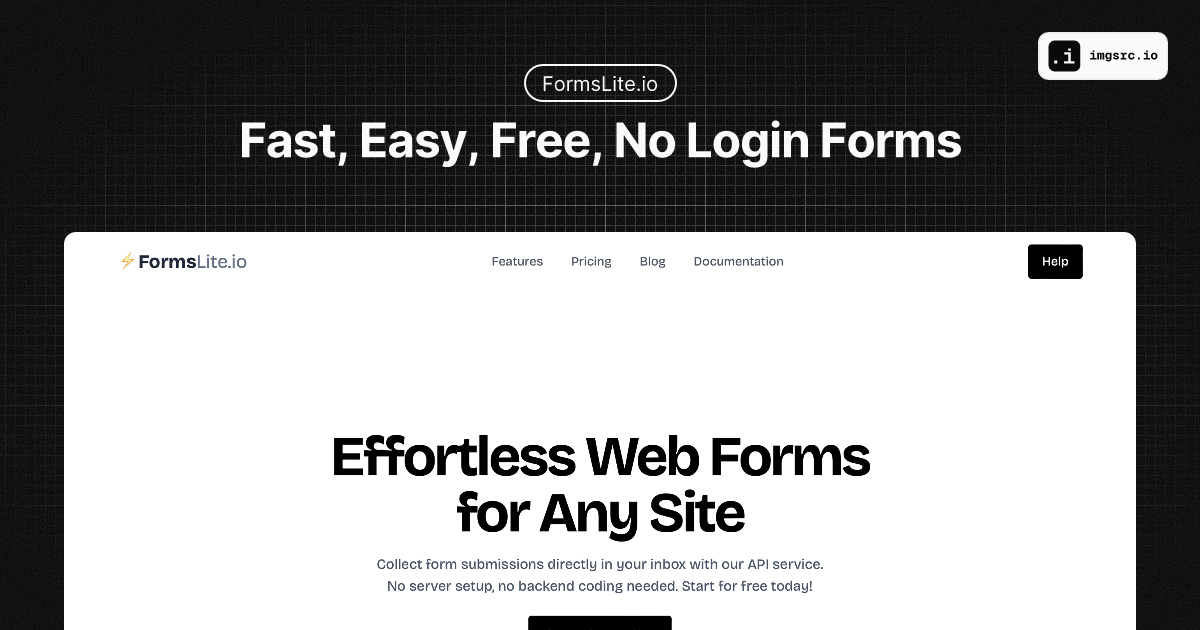 .i imgsrc.io
FormsLite.io
Fast, Easy, Free, No Login Forms
FormsLite.io
Features
Pricing
Blog
Documentation
Help
Effortless Web Forms
for Any Site
Collect form submissions directly in your inbox with our API service.
No server setup, no backend coding needed. Start for free today!